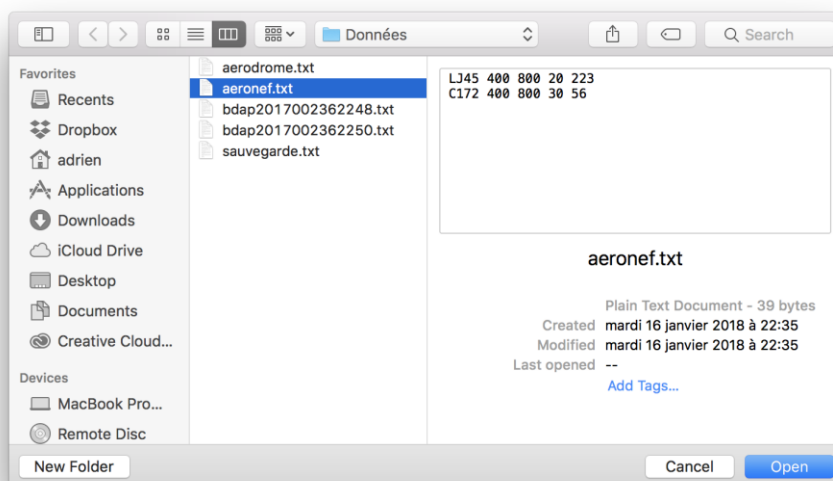 Données
Search
Favorites
Recents
Dropbox
adrien
Applications
Downloads
iCloud Drive
Desktop
Documents
Creative Cloud...
Devices
MacBook Pro...
Remote Disc
aerodrome.txt
aeronef.txt
bdap2017002362248.txt
bdap2017002362250.txt
sauvegarde.txt
LJ45 400 800 20 223
C172 400 800 30 56
aeronef.txt
Plain Text Document - 39 bytes
Created mardi 16 janvier 2018 à 22:35
Modified mardi 16 janvier 2018 à 22:35
Last opened --
Add Tags...
New Folder
Cancel
Open